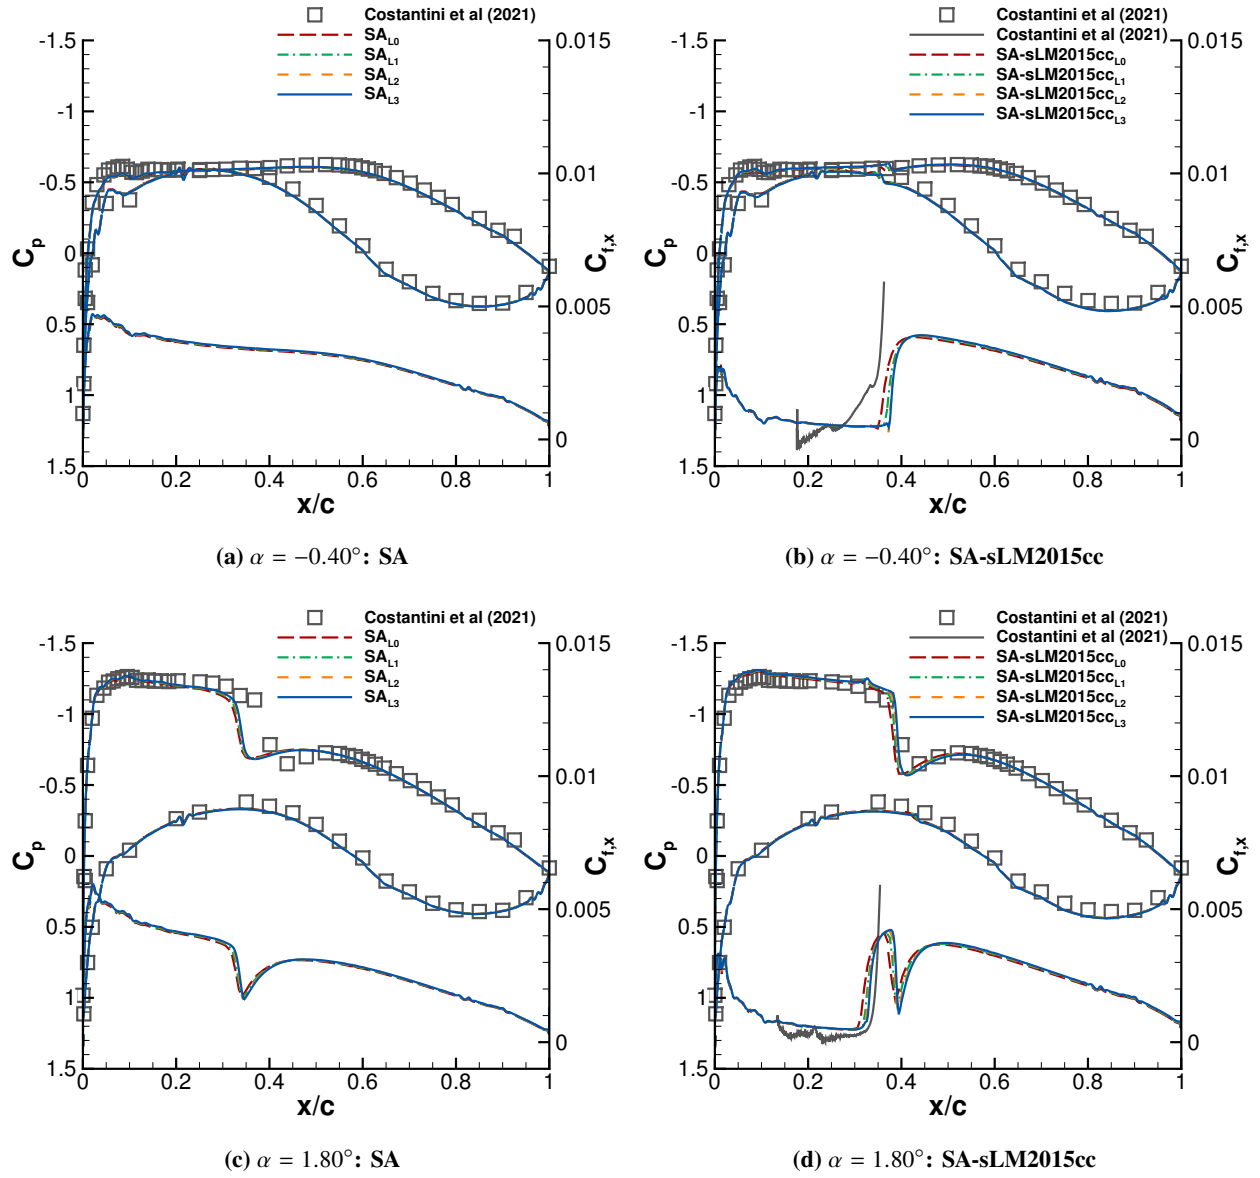 Costantini et al (2021)
SA_L0
SA_L1
SA_L2
SA_L3
-1.5
-1
-0.5
0
0.5
1
1.5
C_p
0.015
0.01
0.005
0
C_f,x
0 0.2 0.4 0.6 0.8 1
x/c
(a) α = −0.40°: SA
Costantini et al (2021)
Costantini et al (2021)
SA-sLM2015cc_L0
SA-sLM2015cc_L1
SA-sLM2015cc_L2
SA-sLM2015cc_L3
-1.5
-1
-0.5
0
0.5
1
1.5
C_p
0.015
0.01
0.005
0
C_f,x
0 0.2 0.4 0.6 0.8 1
x/c
(b) α = −0.40°: SA-sLM2015cc
Costantini et al (2021)
SA_L0
SA_L1
SA_L2
SA_L3
-1.5
-1
-0.5
0
0.5
1
1.5
C_p
0.015
0.01
0.005
0
C_f,x
0 0.2 0.4 0.6 0.8 1
x/c
(c) α = 1.80°: SA
Costantini et al (2021)
Costantini et al (2021)
SA-sLM2015cc_L0
SA-sLM2015cc_L1
SA-sLM2015cc_L2
SA-sLM2015cc_L3
-1.5
-1
-0.5
0
0.5
1
1.5
C_p
0.015
0.01
0.005
0
C_f,x
0 0.2 0.4 0.6 0.8 1
x/c
(d) α = 1.80°: SA-sLM2015cc